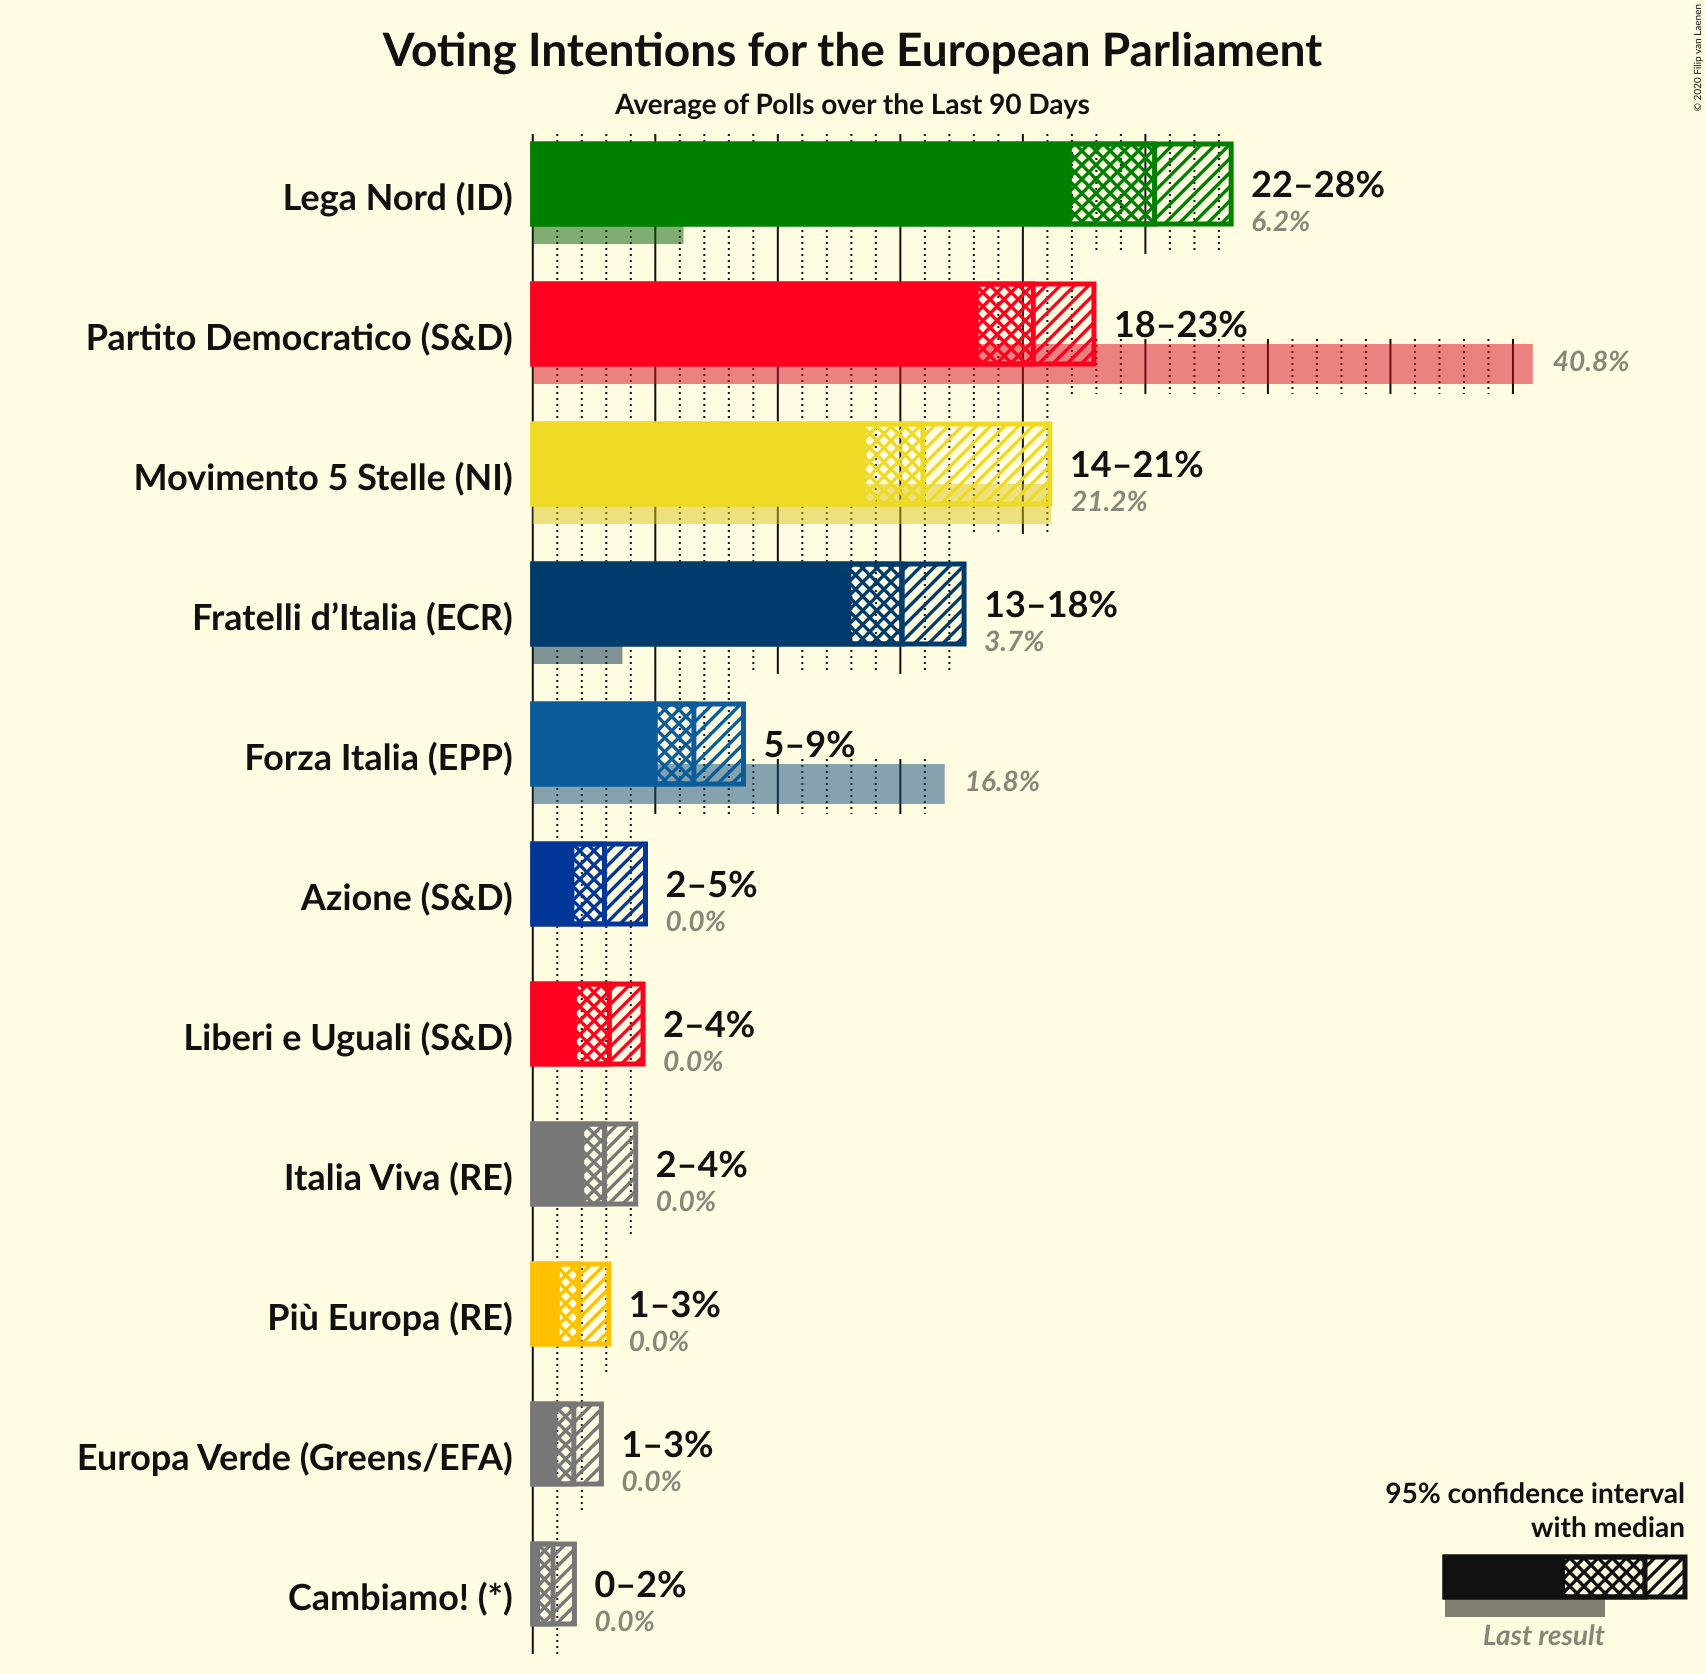 Voting Intentions for the European Parliament
Average of Polls over the Last 90 Days
© 2020 Filip van Laenen
Lega Nord (ID)
22–28%
6.2%
Partito Democratico (S&D)
18–23%
40.8%
Movimento 5 Stelle (NI)
14–21%
21.2%
Fratelli d’Italia (ECR)
13–18%
3.7%
Forza Italia (EPP)
5–9%
16.8%
Azione (S&D)
2–5%
0.0%
Liberi e Uguali (S&D)
2–4%
0.0%
Italia Viva (RE)
2–4%
0.0%
Più Europa (RE)
1–3%
0.0%
Europa Verde (Greens/EFA)
1–3%
0.0%
Cambiamo! (*)
0–2%
0.0%
95% confidence interval
with median
Last result